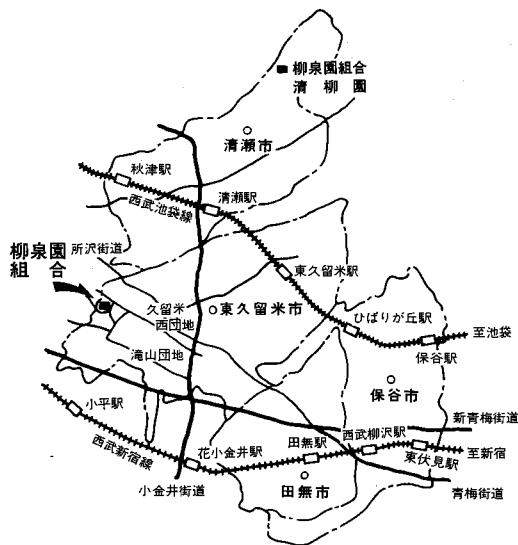 柳泉園組合
清柳園
清瀬市
秋津駅
清瀬駅
西武池袋線
所沢街道
柳泉園
組合
東久留米駅
久留米
西団地
東久留米市
ひばりが丘駅
至池袋
滝山団地
保谷駅
保谷市
小平駅
新青梅街道
西武新宿線
花小金井駅
田無駅
西武柳沢駅
至新宿
東伏見駅
小金井街道
田無市
青梅街道